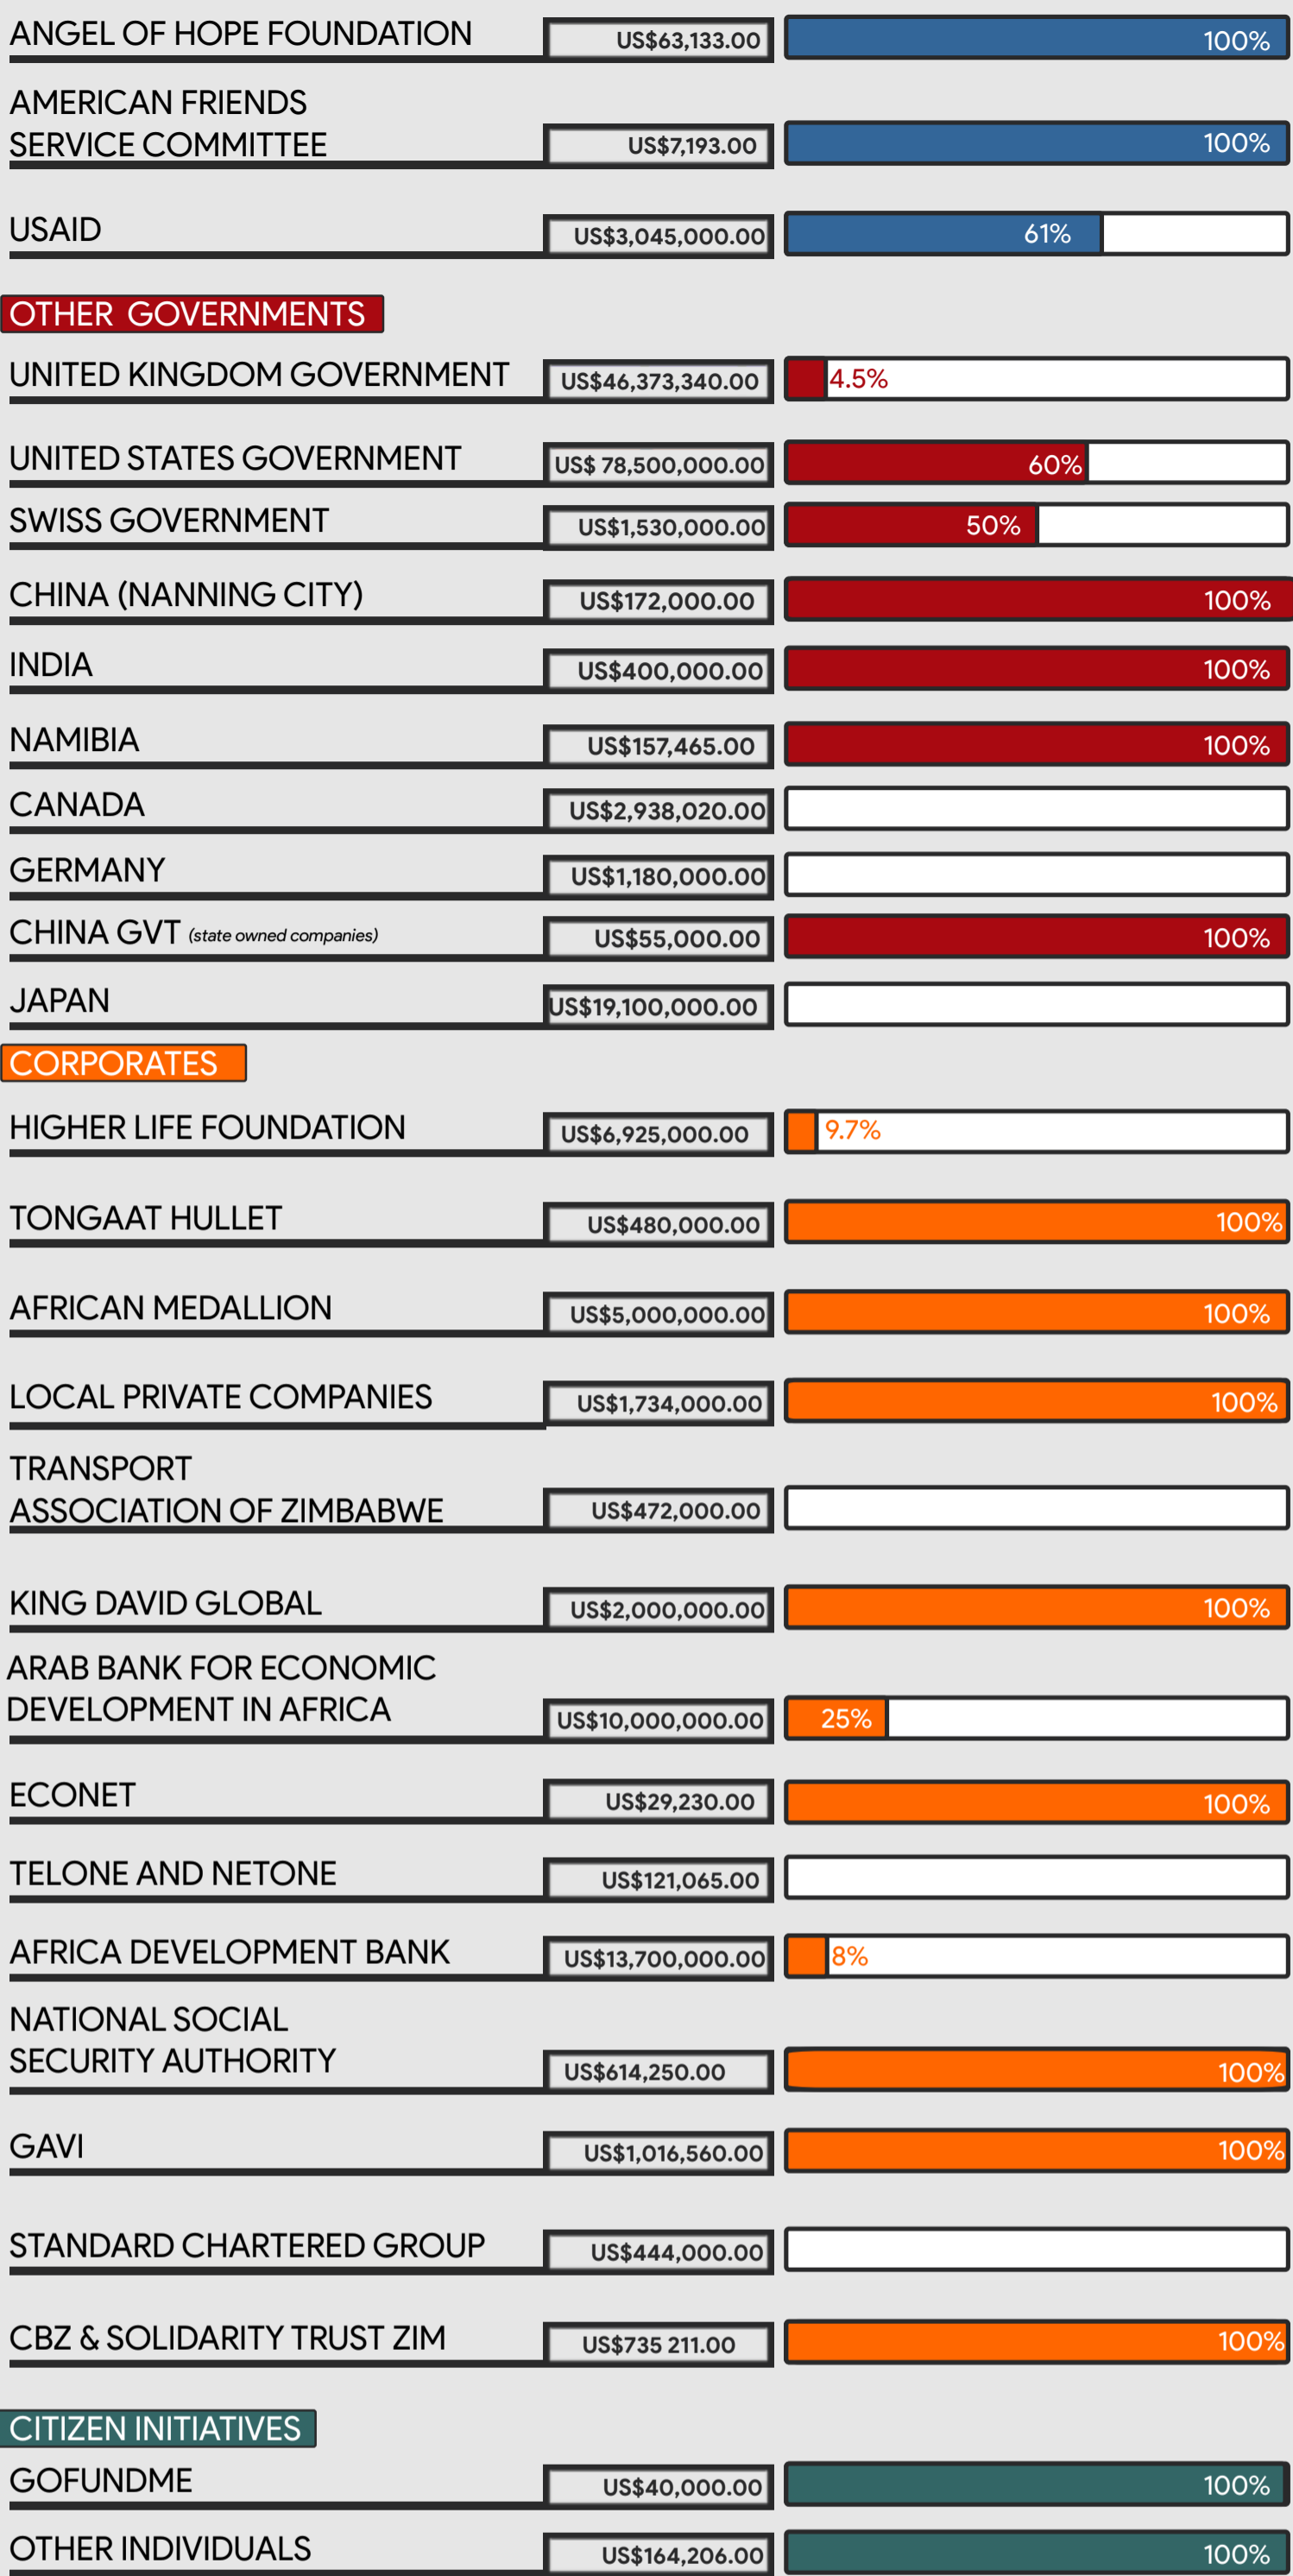 ANGEL OF HOPE FOUNDATION US$63,133.00 100%
AMERICAN FRIENDS
SERVICE COMMITTEE US$7,193.00 100%
USAID US$3,045,000.00 61%
OTHER GOVERNMENTS
UNITED KINGDOM GOVERNMENT US$46,373,340.00 4.5%
UNITED STATES GOVERNMENT US$ 78,500,000.00 60%
SWISS GOVERNMENT US$1,530,000.00 50%
CHINA (NANNING CITY) US$172,000.00 100%
INDIA US$400,000.00 100%
NAMIBIA US$157,465.00 100%
CANADA US$2,938,020.00
GERMANY US$1,180,000.00
CHINA GVT (state owned companies) US$55,000.00 100%
JAPAN US$19,100,000.00
CORPORATES
HIGHER LIFE FOUNDATION US$6,925,000.00 9.7%
TONGAAT HULLET US$480,000.00 100%
AFRICAN MEDALLION US$5,000,000.00 100%
LOCAL PRIVATE COMPANIES US$1,734,000.00 100%
TRANSPORT
ASSOCIATION OF ZIMBABWE US$472,000.00
KING DAVID GLOBAL US$2,000,000.00 100%
ARAB BANK FOR ECONOMIC
DEVELOPMENT IN AFRICA US$10,000,000.00 25%
ECONET US$29,230.00 100%
TELONE AND NETONE US$121,065.00
AFRICA DEVELOPMENT BANK US$13,700,000.00 8%
NATIONAL SOCIAL
SECURITY AUTHORITY US$614,250.00 100%
GAVI US$1,016,560.00 100%
STANDARD CHARTERED GROUP US$444,000.00
CBZ & SOLIDARITY TRUST ZIM US$735 211.00 100%
CITIZEN INITIATIVES
GOFUNDME US$40,000.00 100%
OTHER INDIVIDUALS US$164,206.00 100%